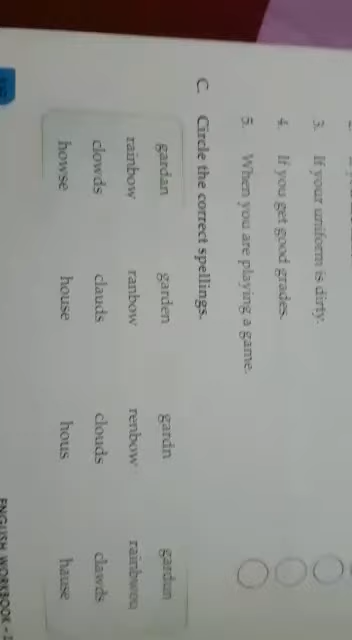 3. If your uniform is dirty.
4. If you get good grades.
5. When you are playing a game.
C. Circle the correct spellings.
gardan garden gardn gardun
rainbow ranbow renbow rainbwou
clowds clauds clouds clawds
howse house hous hause
ENGLISH WORKBOOK -